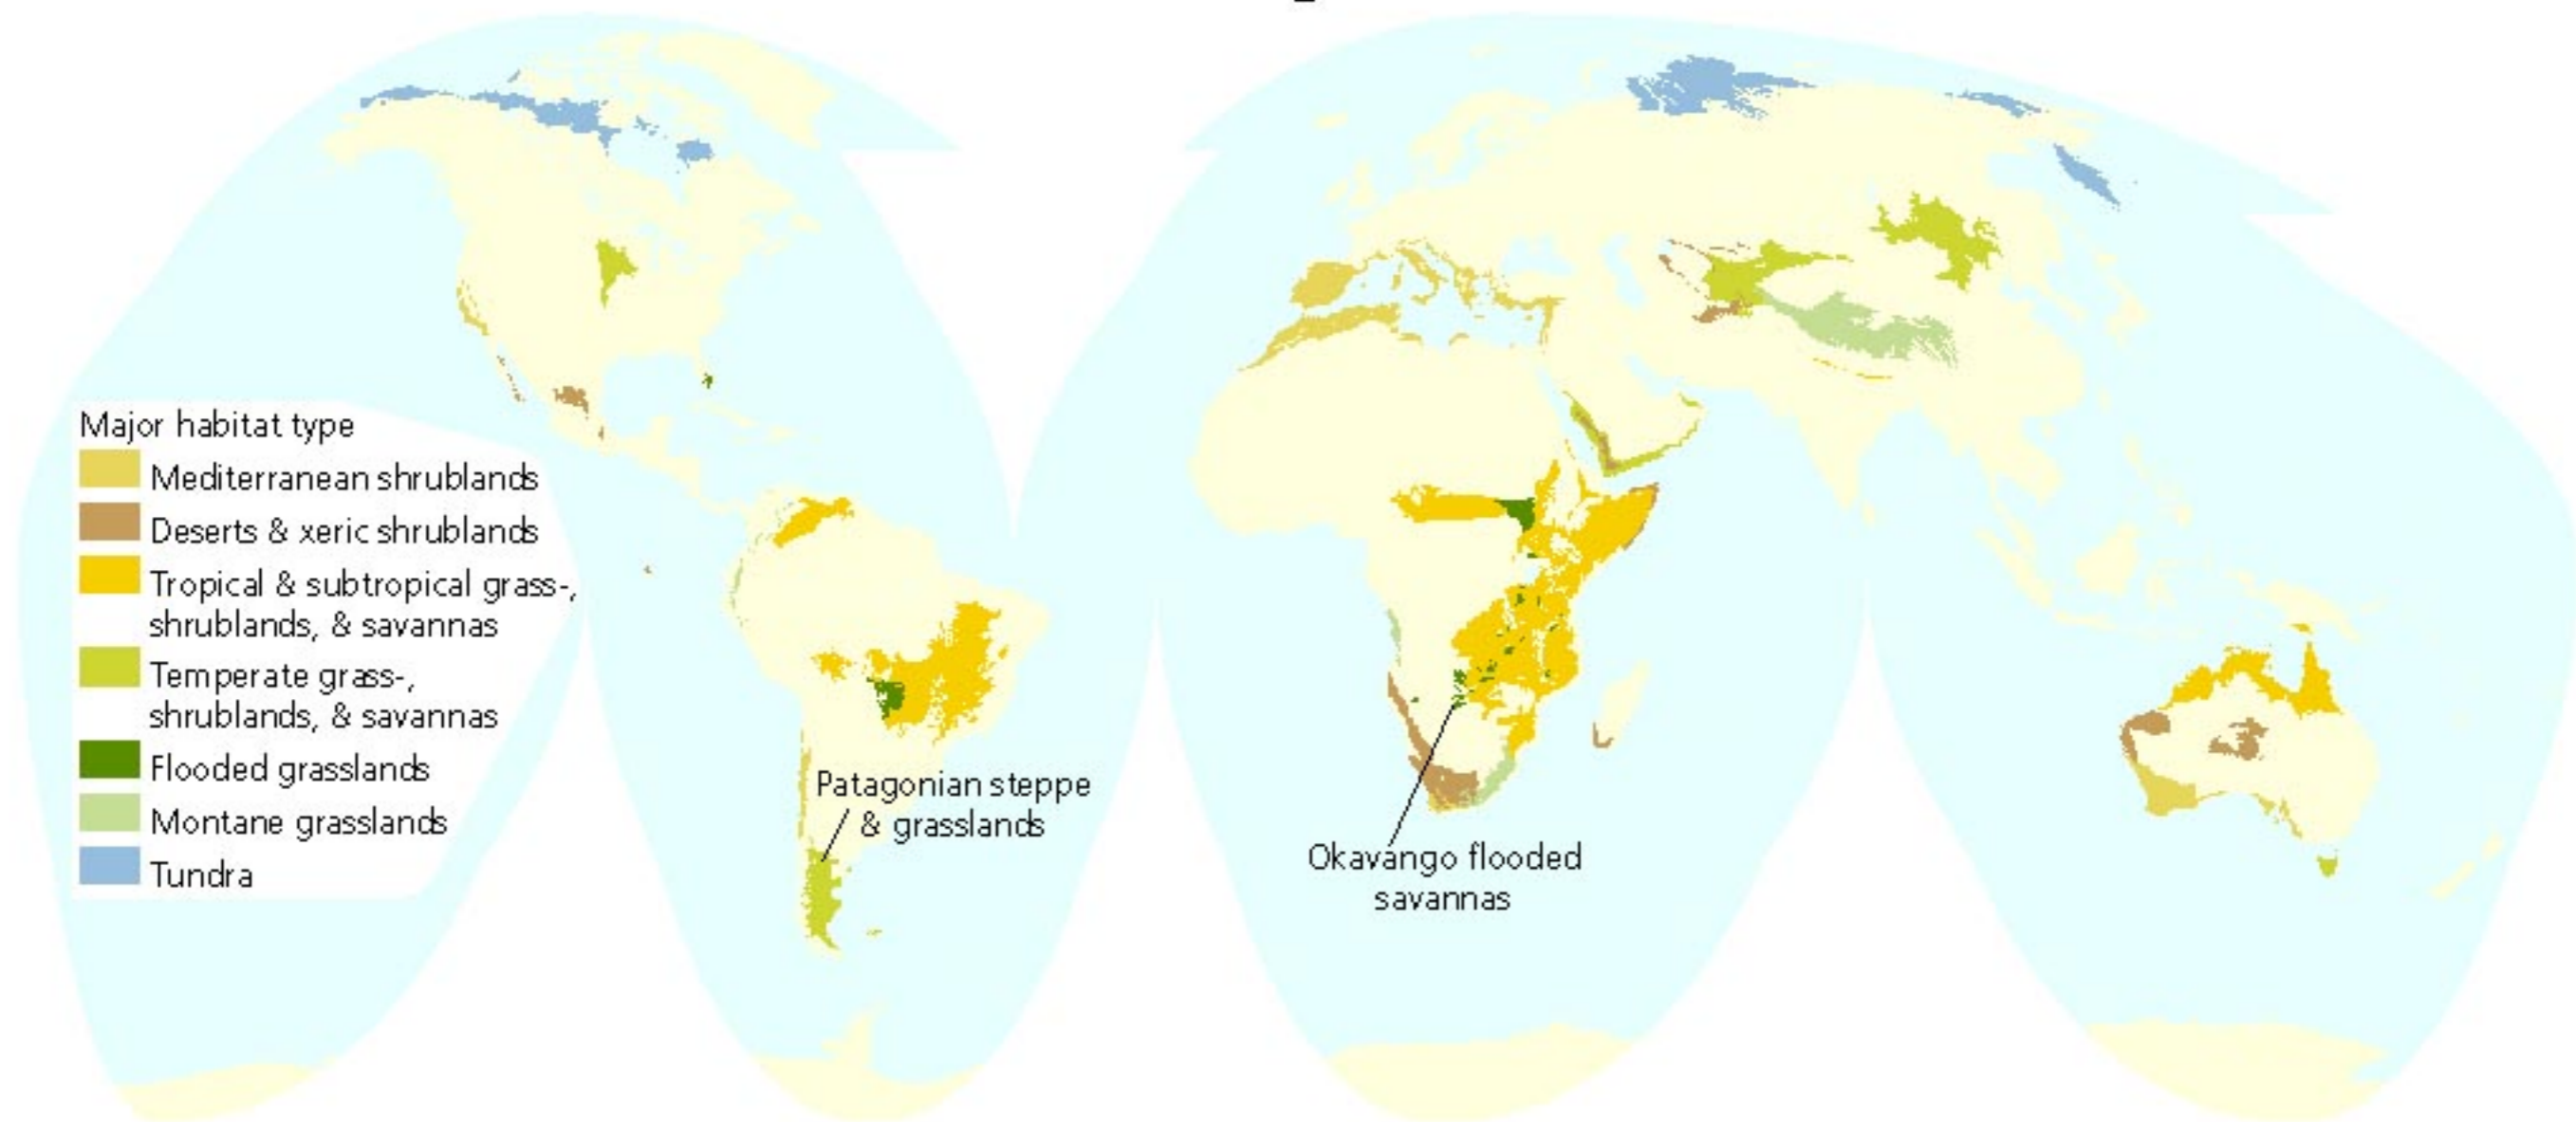 Major habitat type
Mediterranean shrublands
Deserts & xeric shrublands
Tropical & subtropical grass-,
shrublands, & savannas
Temperate grass-,
shrublands, & savannas
Flooded grasslands
Montane grasslands
Tundra
Patagonian steppe
& grasslands
Okavango flooded
savannas